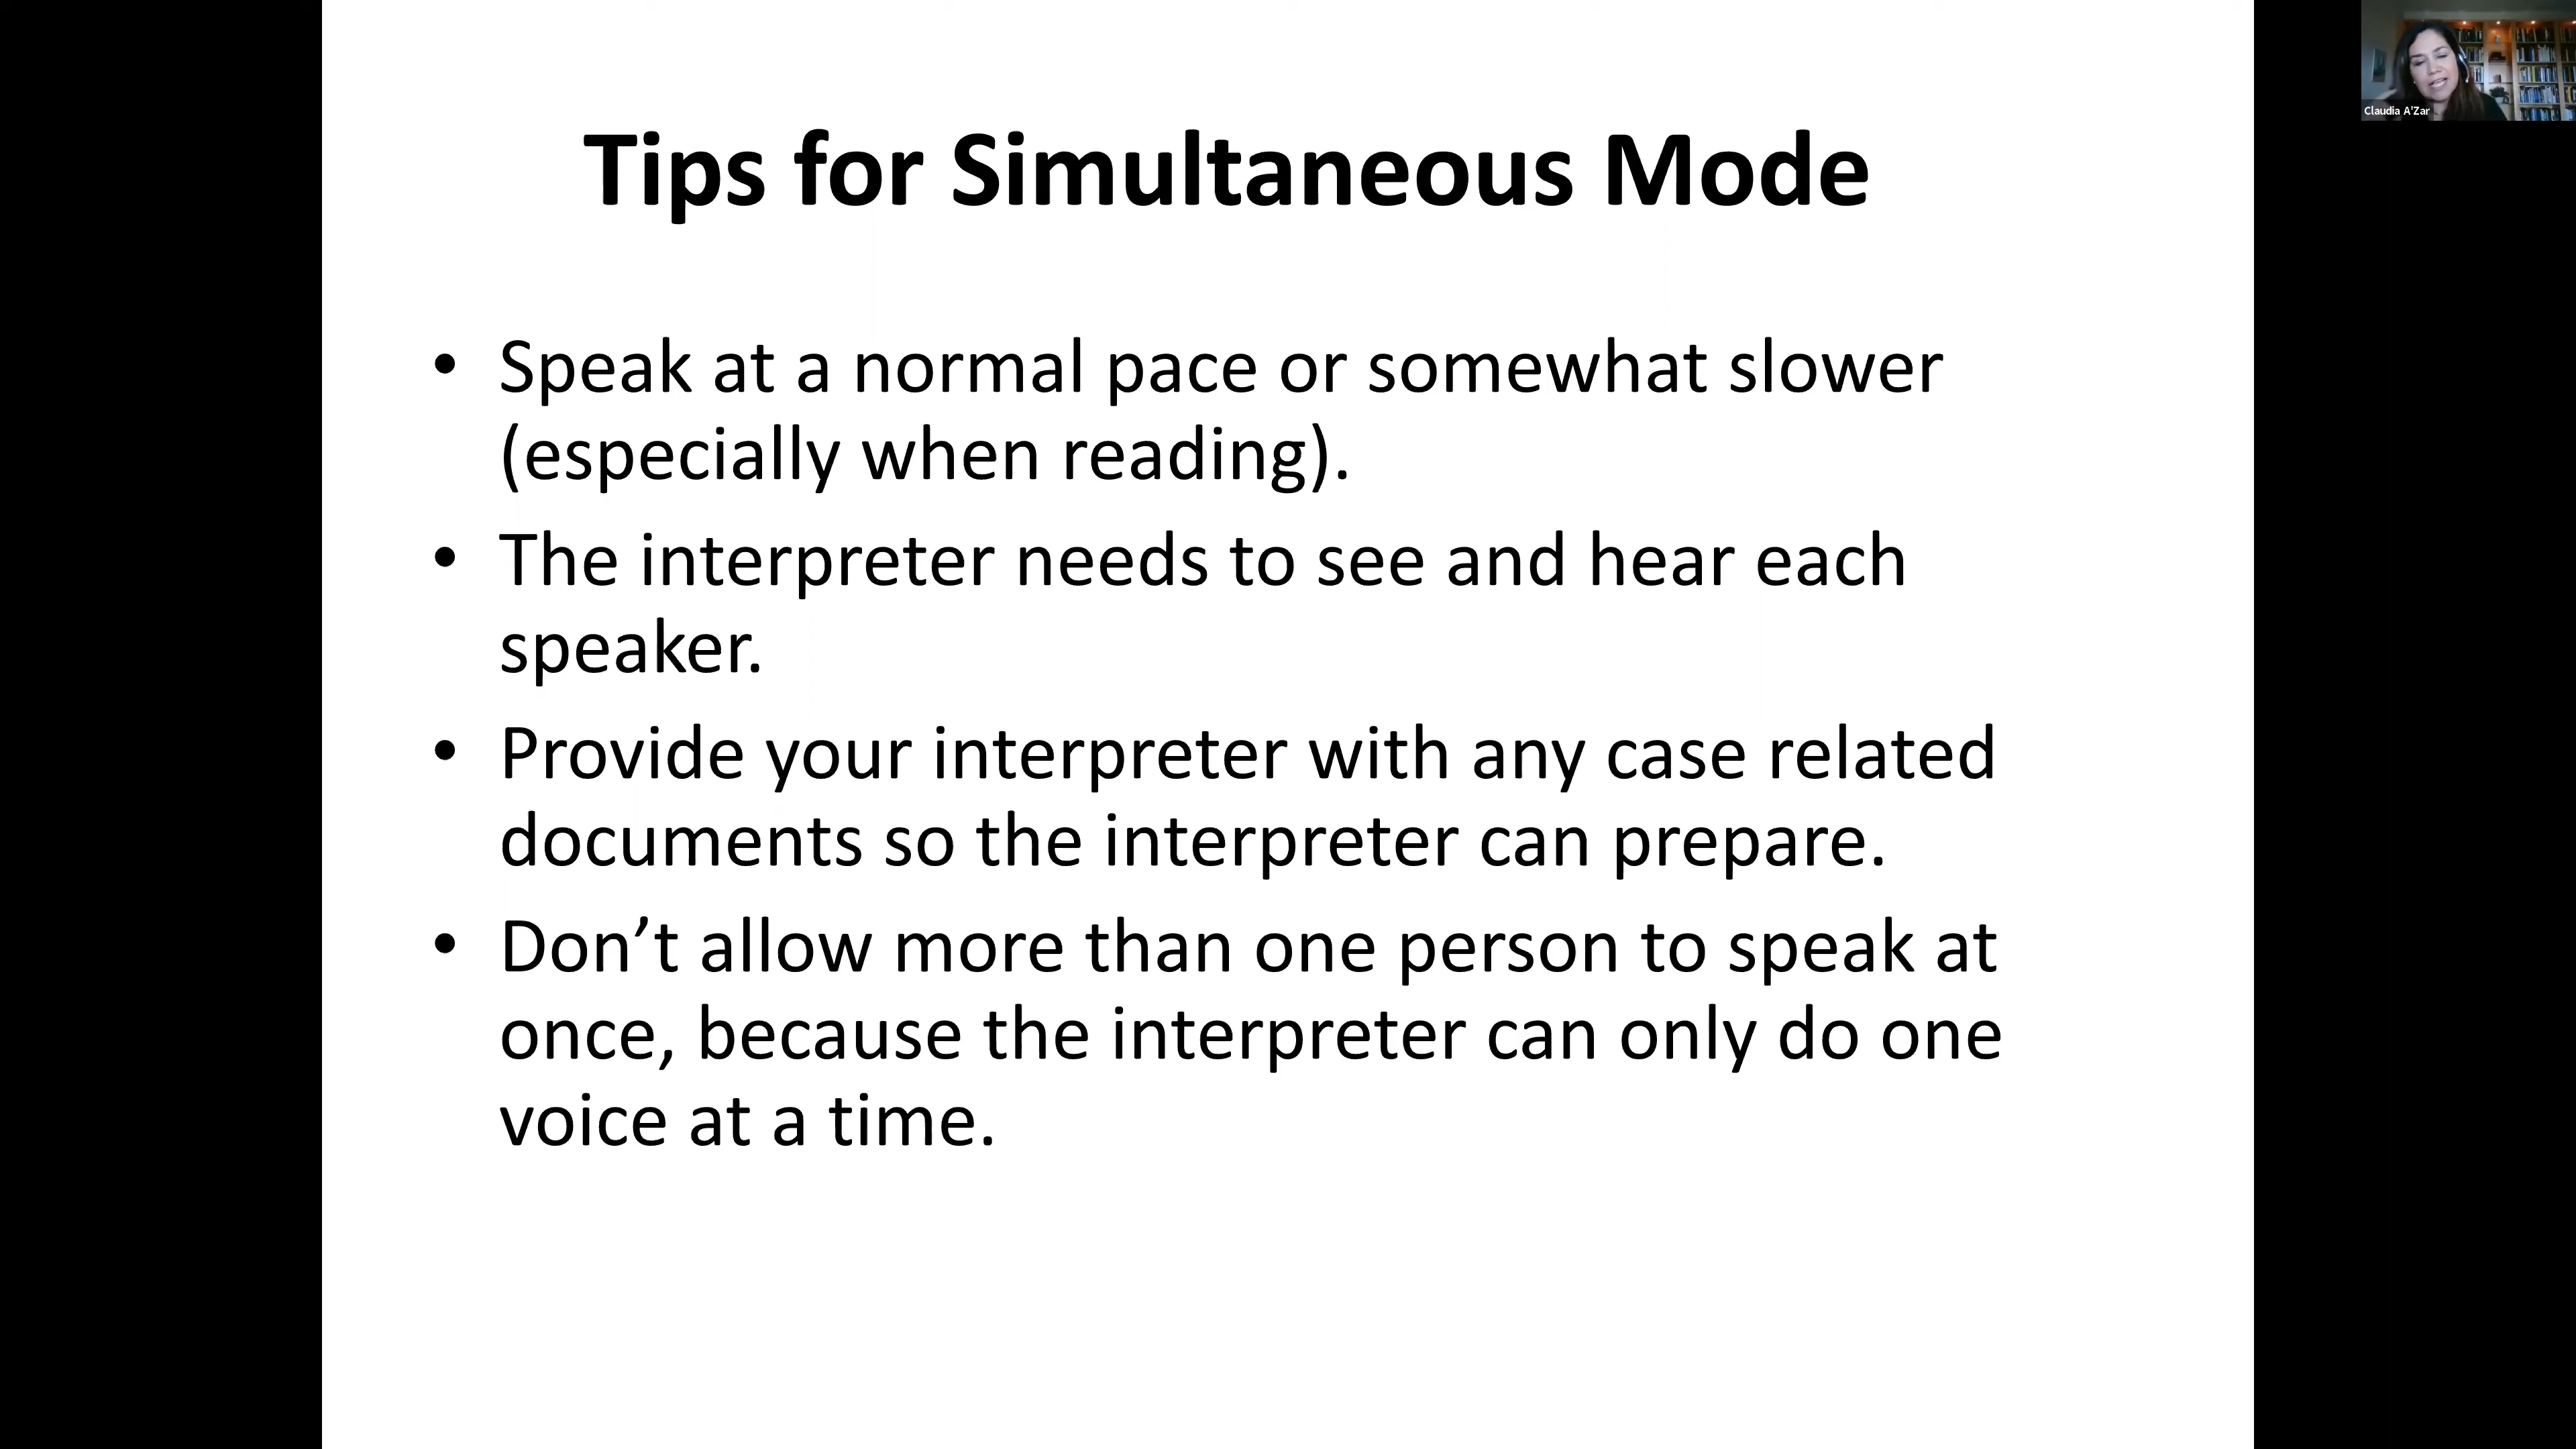 Tips for Simultaneous Mode
• Speak at a normal pace or somewhat slower
(especially when reading).
• The interpreter needs to see and hear each
speaker.
• Provide your interpreter with any case related
documents so the interpreter can prepare.
• Don’t allow more than one person to speak at
once, because the interpreter can only do one
voice at a time.
Claudia A'Zar